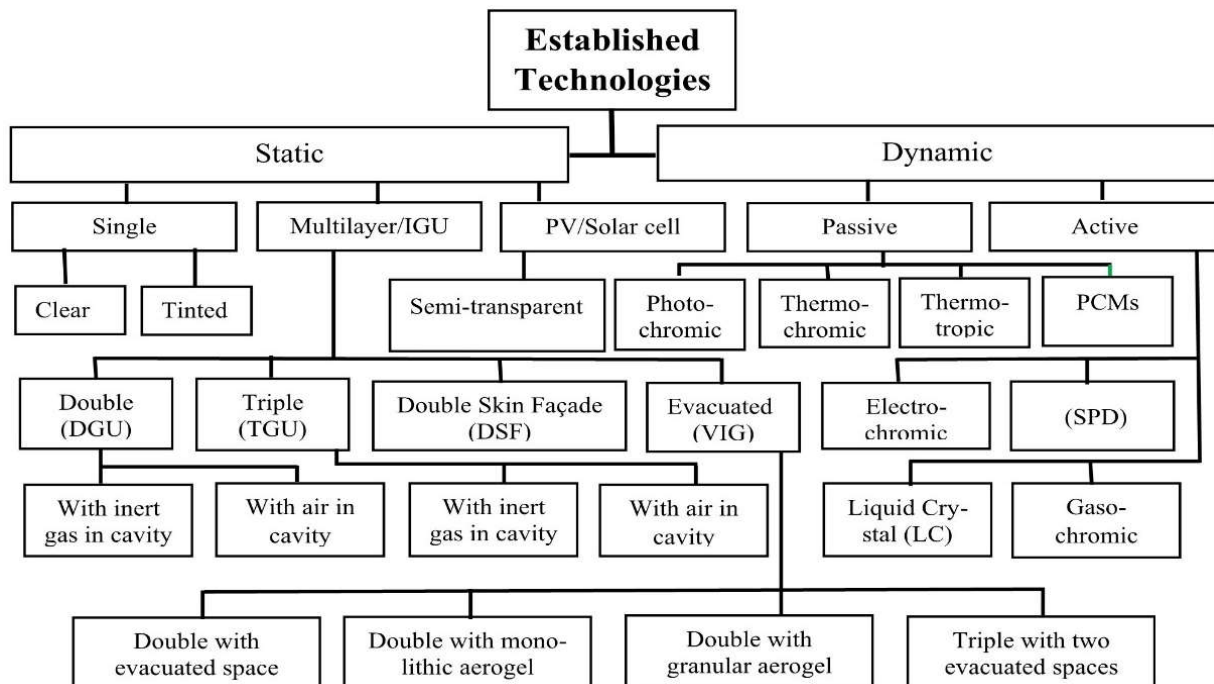 Established
Technologies
Static
Dynamic
Single
Multilayer/IGU
PV/Solar cell
Passive
Active
Clear
Tinted
Semi-transparent
Photo-
chromic
Thermo-
chromic
Thermo-
tropic
PCMs
Double
(DGU)
Triple
(TGU)
Double Skin Façade
(DSF)
Evacuated
(VIG)
Electro-
chromic
(SPD)
With inert
gas in cavity
With air in
cavity
With inert
gas in cavity
With air in
cavity
Liquid Cry-
stal (LC)
Gaso-
chromic
Double with
evacuated space
Double with mono-
lithic aerogel
Double with
granular aerogel
Triple with two
evacuated spaces